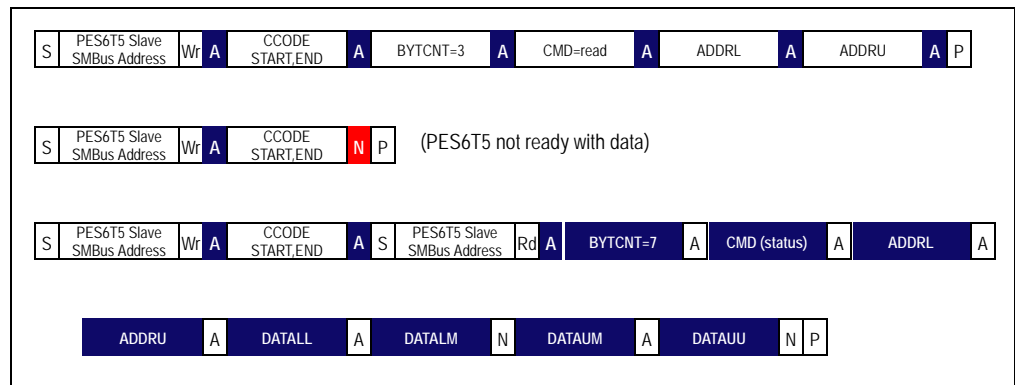 S PES6T5 Slave SMBus Address Wr A CCODE START,END A BYTCNT=3 A CMD=read A ADDRL A ADDRU A P
S PES6T5 Slave SMBus Address Wr A CCODE START,END N P (PES6T5 not ready with data)
S PES6T5 Slave SMBus Address Wr A CCODE START,END A S PES6T5 Slave SMBus Address Rd A BYTCNT=7 A CMD (status) A ADDRL A
ADDRU A DATALL A DATALM N DATAUM A DATAUU N P